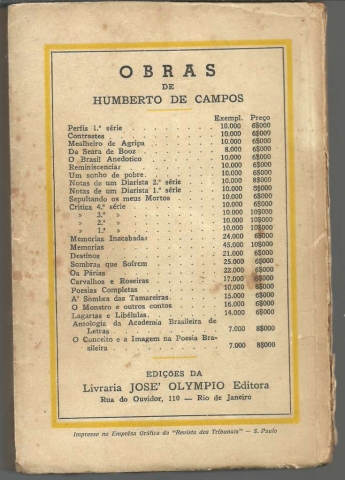 OBRAS
DE
HUMBERTO DE CAMPOS
Exempl. Preço
Perfis 1.ª série 10.000 6$000
Contrastes 10.000 6$000
Mealheiro de Agripa 10.000 6$000
Da Seara de Booz 8.000 6$000
O Brasil Anedotico 10.000 6$000
Reminiscencias 10.000 6$000
Um sonho de pobre 10.000 6$000
Notas de um Diarista 2.ª série 10.000 8$000
Notas de um Diarista 1.ª série 10.000 5$000
Sepultando os meus Mortos 10.000 6$000
Critica 4.ª série 10.000 10$000
» 3.ª » 10.000 10$000
» 2.ª » 10.000 10$000
» 1.ª » 10.000 10$000
Memorias Inacabadas 24.000 6$000
Memorias 45.000 10$000
Destinos 21.000 6$000
Sombras que Sofrem 25.000 6$000
Os Párias 22.000 6$000
Carvalhos e Roseiras 17.000 6$000
Poesias Completas 10.000 10$000
A' Sombra das Tamareiras 15.000 6$000
O Monstro e outros contos 16.000 6$000
Lagartas e Libélulas 14.000 6$000
Antologia da Academia Brasileira de
Letras 7.000 8$000
O Conceito e a Imagem na Poesia Bra-
sileira 7.000 8$000
EDIÇÕES DA
Livraria JOSE' OLYMPIO Editora
Rua do Ouvidor, 110 — Rio de Janeiro
Impresso na Emprêsa Gráfica da "Revista dos Tribunais" — S. Paulo